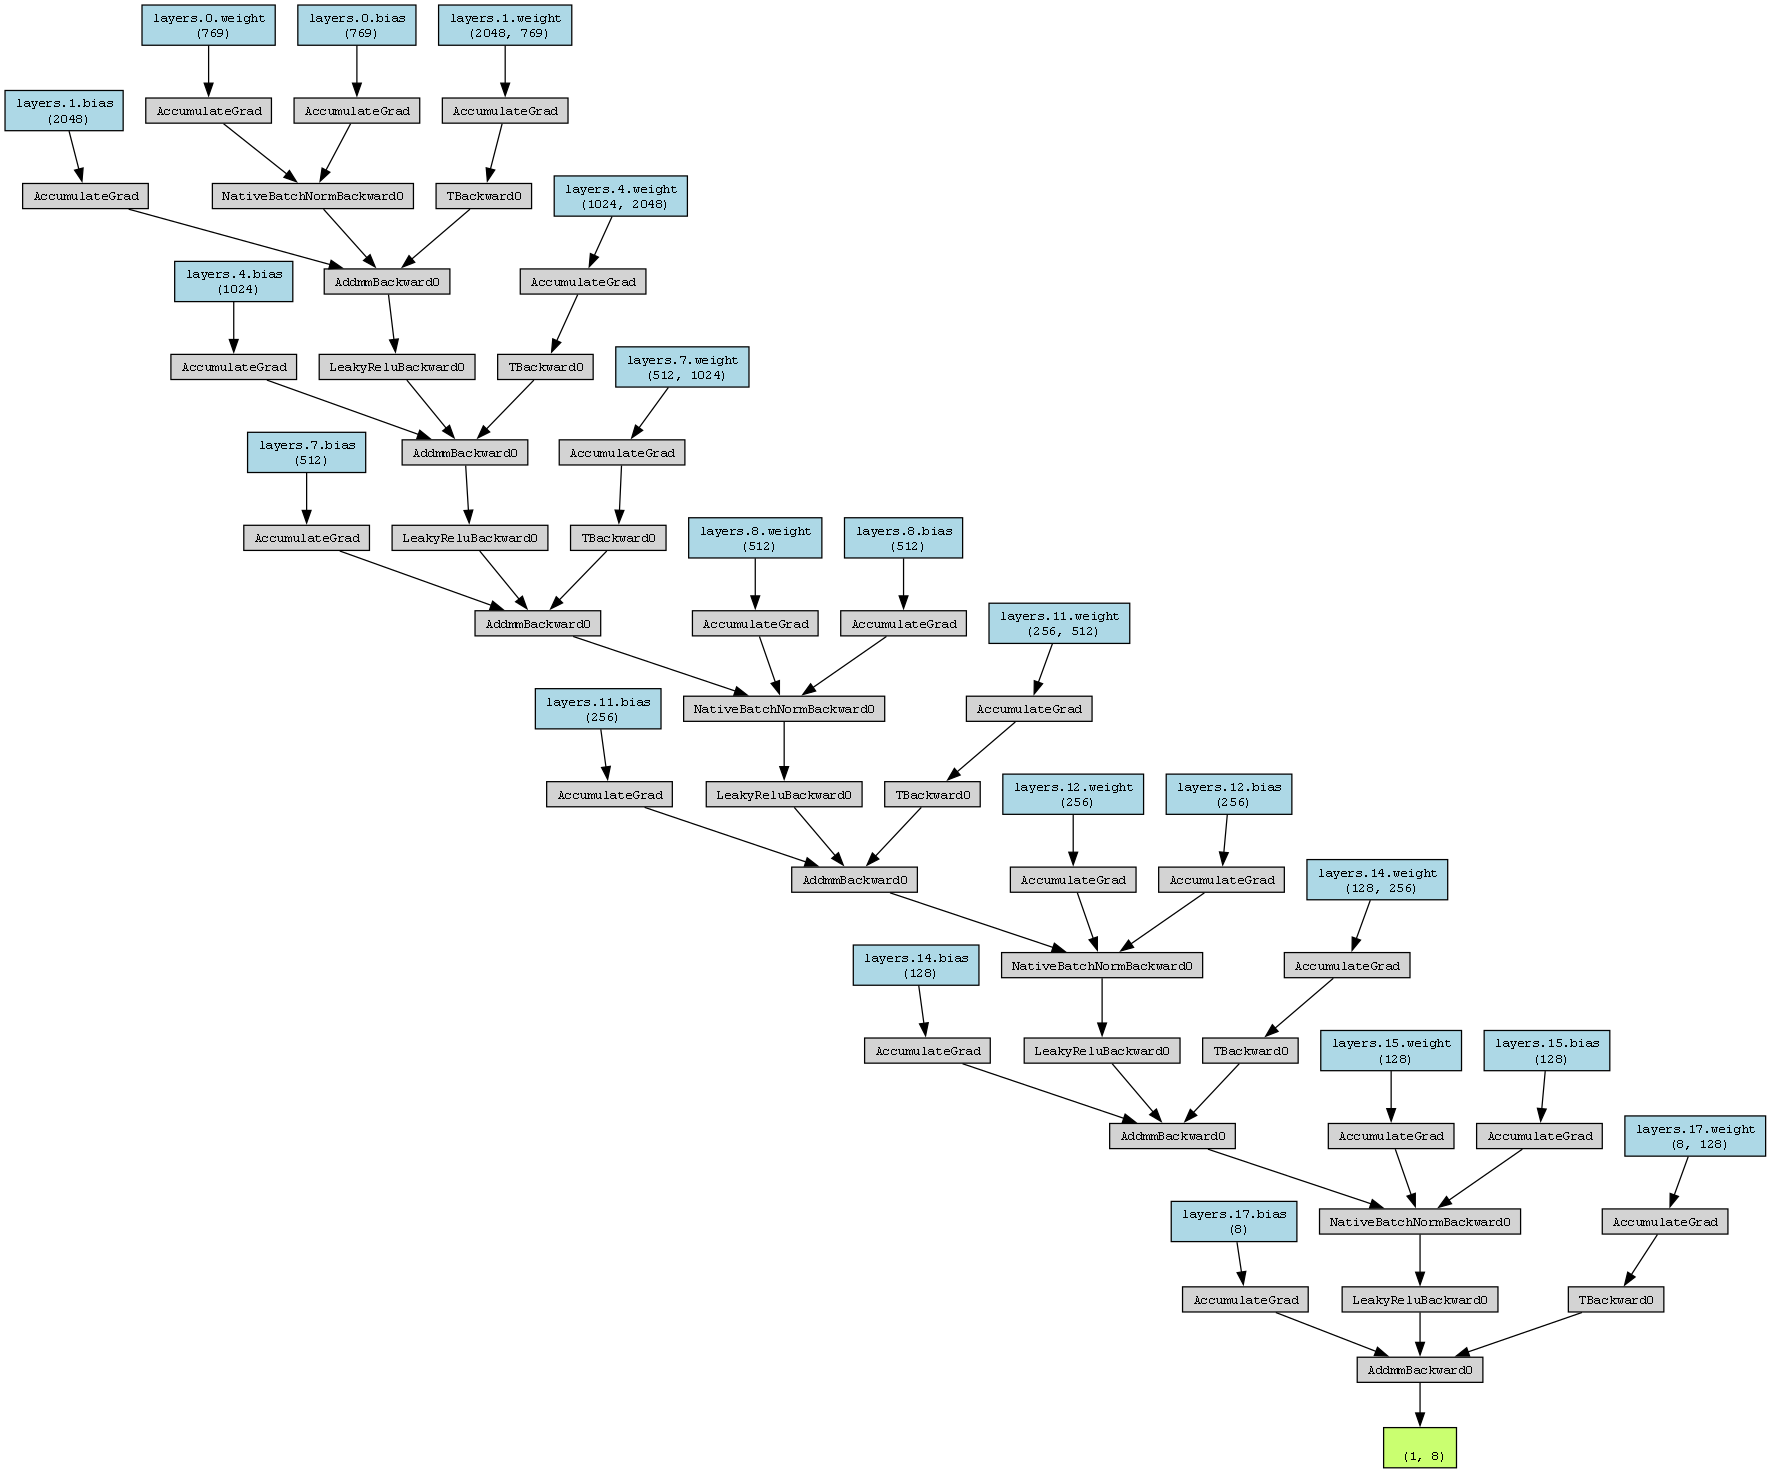 layers.0.weight
(769)
layers.0.bias
(769)
layers.1.weight
(2048, 769)
layers.1.bias
(2048)
AccumulateGrad
AccumulateGrad
AccumulateGrad
AccumulateGrad
NativeBatchNormBackward0
TBackward0
layers.4.weight
(1024, 2048)
layers.4.bias
(1024)
AddmmBackward0
AccumulateGrad
AccumulateGrad
LeakyReluBackward0
TBackward0
layers.7.weight
(512, 1024)
layers.7.bias
(512)
AddmmBackward0
AccumulateGrad
AccumulateGrad
LeakyReluBackward0
TBackward0
layers.8.weight
(512)
layers.8.bias
(512)
AddmmBackward0
AccumulateGrad
AccumulateGrad
layers.11.weight
(256, 512)
layers.11.bias
(256)
NativeBatchNormBackward0
AccumulateGrad
AccumulateGrad
LeakyReluBackward0
TBackward0
layers.12.weight
(256)
layers.12.bias
(256)
AddmmBackward0
AccumulateGrad
AccumulateGrad
layers.14.weight
(128, 256)
layers.14.bias
(128)
NativeBatchNormBackward0
AccumulateGrad
AccumulateGrad
LeakyReluBackward0
TBackward0
layers.15.weight
(128)
layers.15.bias
(128)
AddmmBackward0
AccumulateGrad
AccumulateGrad
layers.17.weight
(8, 128)
layers.17.bias
(8)
NativeBatchNormBackward0
AccumulateGrad
AccumulateGrad
LeakyReluBackward0
TBackward0
AddmmBackward0
(1, 8)